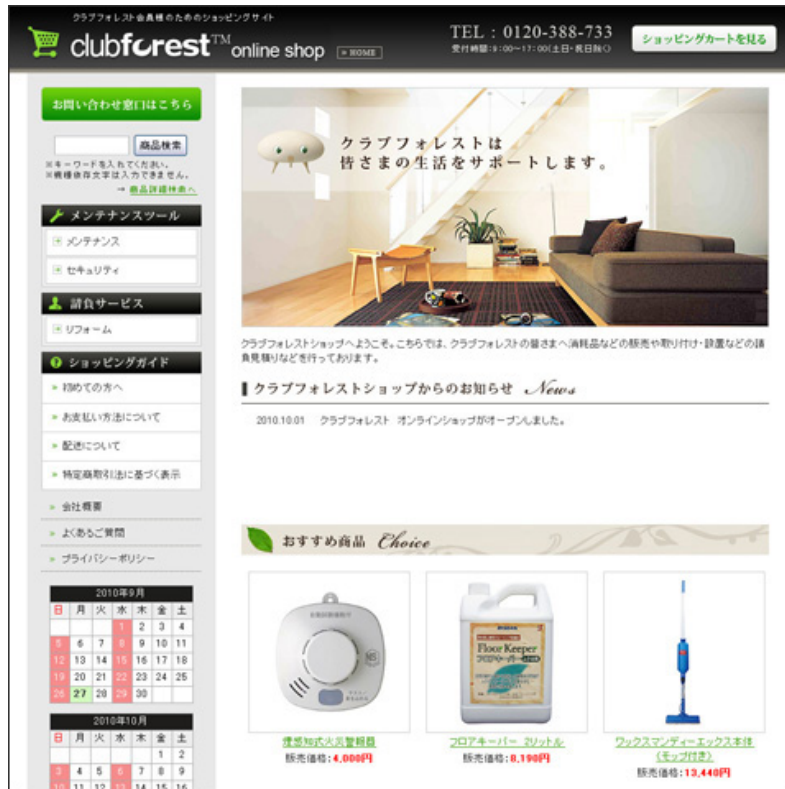 クラブフォレスト会員様のためのショッピングサイト
clubforest™ online shop
» HOME
TEL : 0120-388-733
受付時間:9:00~17:00(土日・祝日除く)
ショッピングカートを見る
お問い合わせ窓口はこちら
商品検索
※キーワードを入れてください。
※機種依存文字は入力できません。
→ 商品詳細検索へ
メンテナンスツール
メンテナンス
セキュリティ
請負サービス
リフォーム
ショッピングガイド
» 初めての方へ
» お支払い方法について
» 配送について
» 特定商取引法に基づく表示
» 会社概要
» よくあるご質問
» プライバシーポリシー
2010年9月
日 月 火 水 木 金 土
1 2 3 4
5 6 7 8 9 10 11
12 13 14 15 16 17 18
19 20 21 22 23 24 25
26 27 28 29 30
2010年10月
日 月 火 水 木 金 土
1 2
3 4 5 6 7 8 9
10 11 12 13 14 15 16
クラブフォレストは
皆さまの生活をサポートします。
クラブフォレストショップへようこそ。こちらでは、クラブフォレストの皆さまへ消耗品などの販売や取り付け・設置などの請
負見積りなどを行っております。
クラブフォレストショップからのお知らせ News
2010.10.01 クラブフォレスト オンラインショップがオープンしました。
おすすめ商品 Choice
NS
Floor Keeper
フロアキーパー
煙感知式火災警報器
販売価格:4,000円
フロアキーパー 2リットル
販売価格:8,190円
ワックスマンディーエックス本体
(モップ付き)
販売価格:13,440円